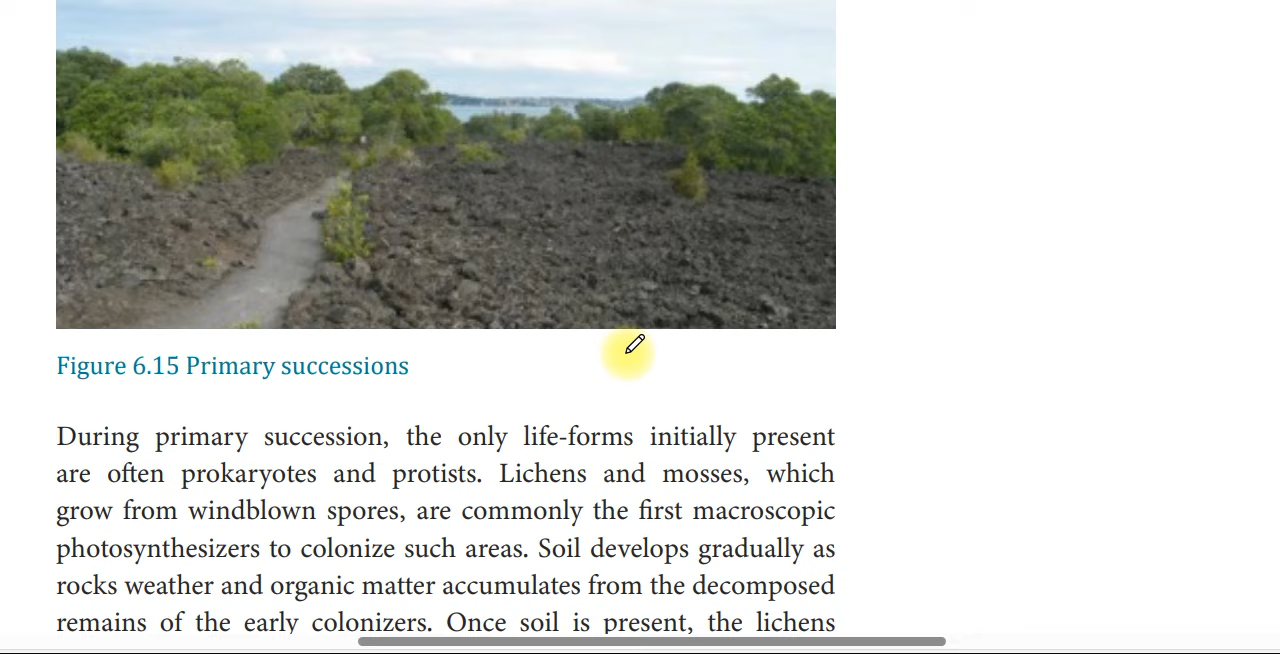 Figure 6.15 Primary successions
During primary succession, the only life-forms initially present
are often prokaryotes and protists. Lichens and mosses, which
grow from windblown spores, are commonly the first macroscopic
photosynthesizers to colonize such areas. Soil develops gradually as
rocks weather and organic matter accumulates from the decomposed
remains of the early colonizers. Once soil is present, the lichens